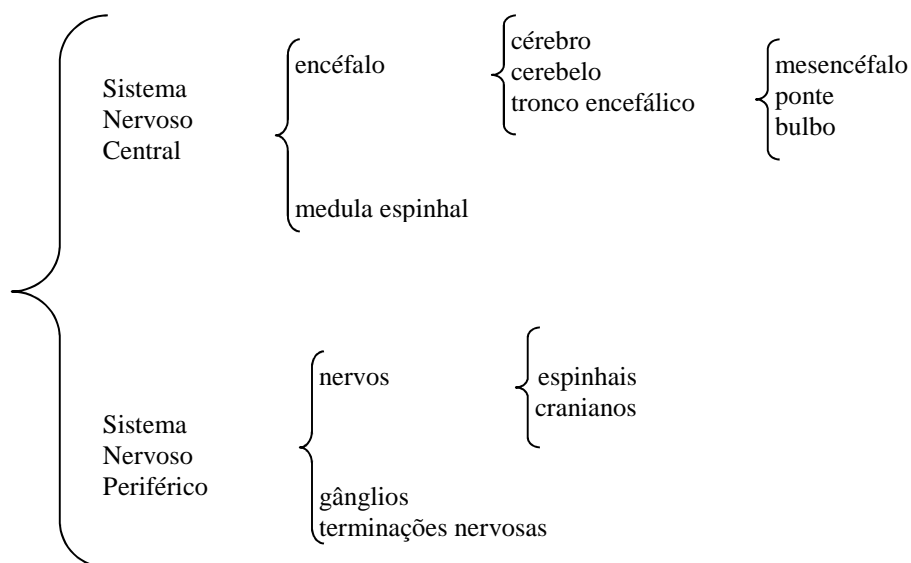 Sistema
Nervoso
Central
encéfalo
medula espinhal
cérebro
cerebelo
tronco encefálico
mesencéfalo
ponte
bulbo
Sistema
Nervoso
Periférico
nervos
gânglios
terminações nervosas
espinhais
cranianos